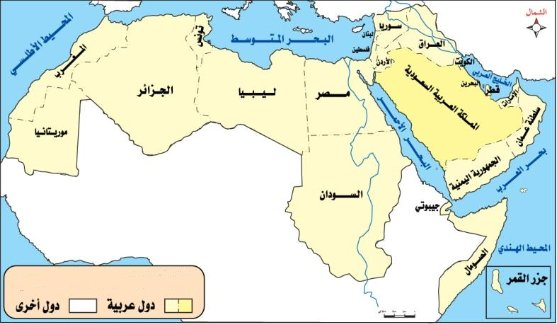 الشمال
المحيط الأطلسي
البحر المتوسط
تونس
المغرب
الجزائر
ليبيا
مصر
موريتانيا
السودان
سوريا
لبنان
فلسطين
الأردن
العراق
الكويت
الخليج العربي
البحرين
قطر
الإمارات
المملكة العربية السعودية
سلطنة عمان
الجمهورية اليمنية
البحر الأحمر
بحر العرب
جيبوتي
الصومال
المحيط الهندي
جزر القمر
دول عربية
دول أخرى